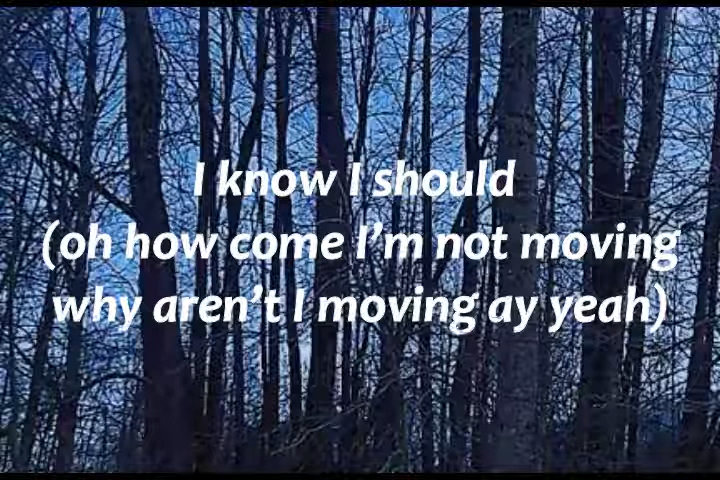 I know I should
(oh how come I'm not moving
why aren't I moving ay yeah)